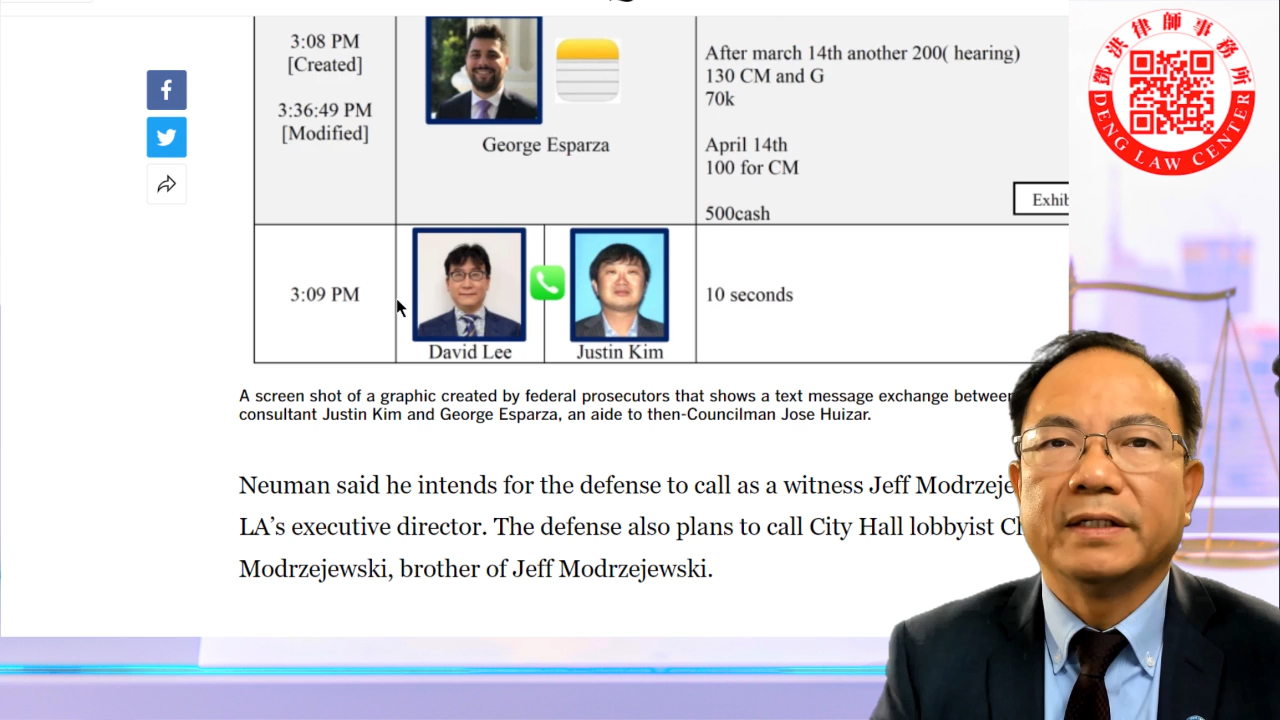 3:08 PM
[Created]
3:36:49 PM
[Modified]
George Esparza
After march 14th another 200( hearing)
130 CM and G
70k
April 14th
100 for CM
500cash
Exhib
3:09 PM
David Lee
Justin Kim
10 seconds
A screen shot of a graphic created by federal prosecutors that shows a text message exchange between
consultant Justin Kim and George Esparza, an aide to then-Councilman Jose Huizar.
Neuman said he intends for the defense to call as a witness Jeff Modrzeje
LA’s executive director. The defense also plans to call City Hall lobbyist Ch
Modrzejewski, brother of Jeff Modrzejewski.
鄧洪律師事務所
DENG LAW CENTER